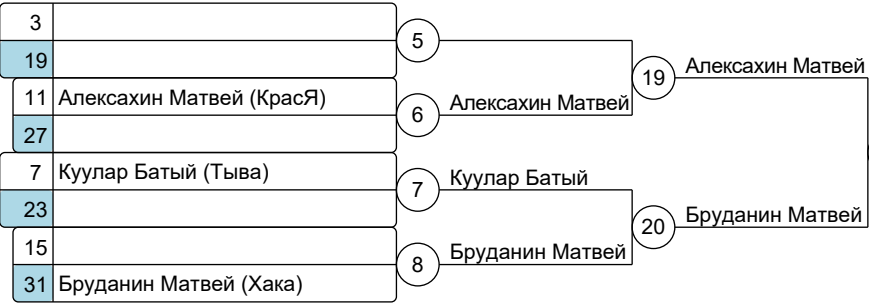 3
19
5
11 Алексахин Матвей (КрасЯ)
27
6
Алексахин Матвей
19
Алексахин Матвей
7 Куулар Батый (Тыва)
23
7
Куулар Батый
15
31 Бруданин Матвей (Хака)
8
Бруданин Матвей
20
Бруданин Матвей